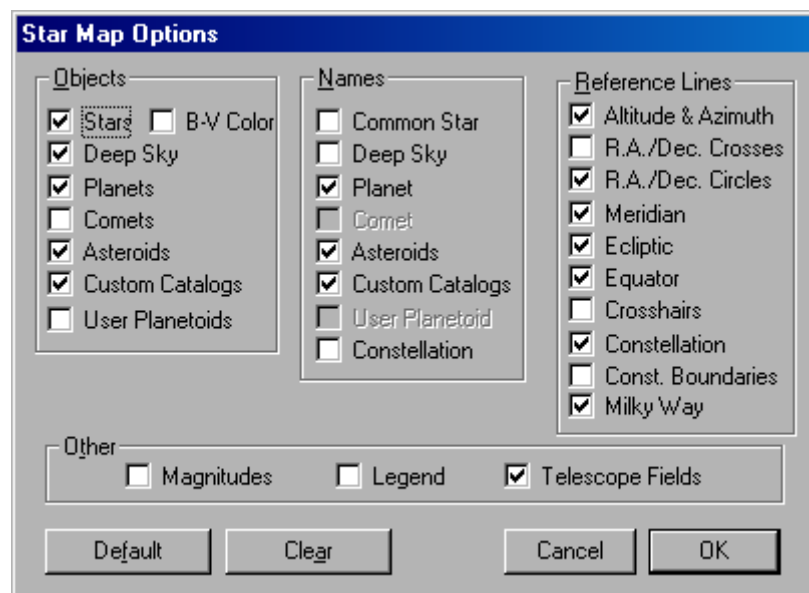 Star Map Options
Objects
Stars
B-V Color
Deep Sky
Planets
Comets
Asteroids
Custom Catalogs
User Planetoids
Names
Common Star
Deep Sky
Planet
Comet
Asteroids
Custom Catalogs
User Planetoid
Constellation
Reference Lines
Altitude & Azimuth
R.A./Dec. Crosses
R.A./Dec. Circles
Meridian
Ecliptic
Equator
Crosshairs
Constellation
Const. Boundaries
Milky Way
Other
Magnitudes
Legend
Telescope Fields
Default
Clear
Cancel
OK